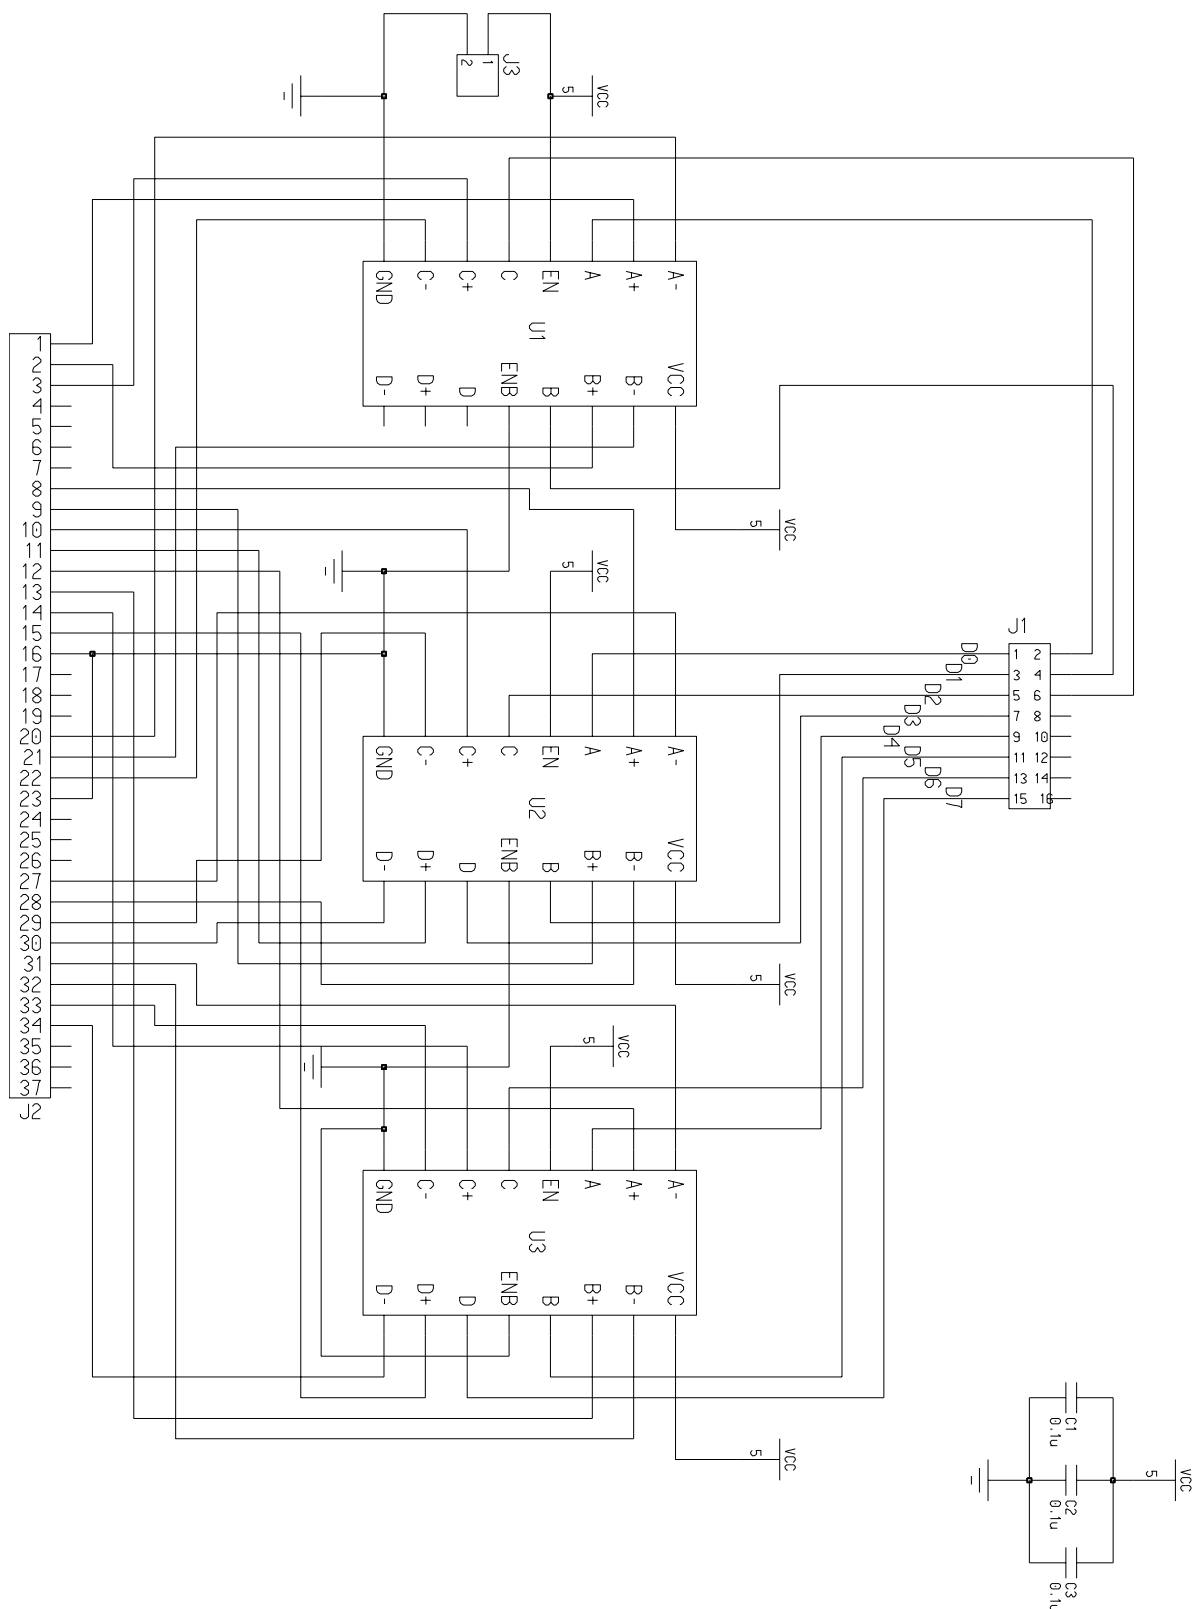 J3
1
2
5
VCC
GND
C-
C+
C
EN
A
A+
A-
U1
D-
D+
D
ENB
B
B+
B-
VCC
5
VCC
5
VCC
J1
1 2
3 4
5 6
7 8
9 10
11 12
13 14
15 16
D0
D1
D2
D3
D4
D5
D6
D7
GND
C-
C+
C
EN
A
A+
A-
U2
D-
D+
D
ENB
B
B+
B-
VCC
5
VCC
5
VCC
GND
C-
C+
C
EN
A
A+
A-
U3
D-
D+
D
ENB
B
B+
B-
VCC
5
VCC
1
2
3
4
5
6
7
8
9
10
11
12
13
14
15
16
17
18
19
20
21
22
23
24
25
26
27
28
29
30
31
32
33
34
35
36
37
J2
C1
0.1u
C2
0.1u
C3
0.1u
5
VCC